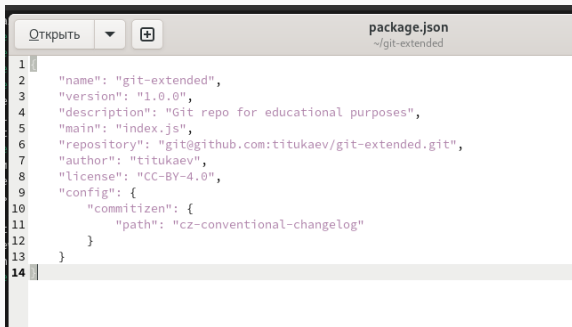 Открыть
package.json
~/git-extended
1 {
2 "name": "git-extended",
3 "version": "1.0.0",
4 "description": "Git repo for educational purposes",
5 "main": "index.js",
6 "repository": "git@github.com:titukaev/git-extended.git",
7 "author": "titukaev",
8 "license": "CC-BY-4.0",
9 "config": {
10 "commitizen": {
11 "path": "cz-conventional-changelog"
12 }
13 }
14 }